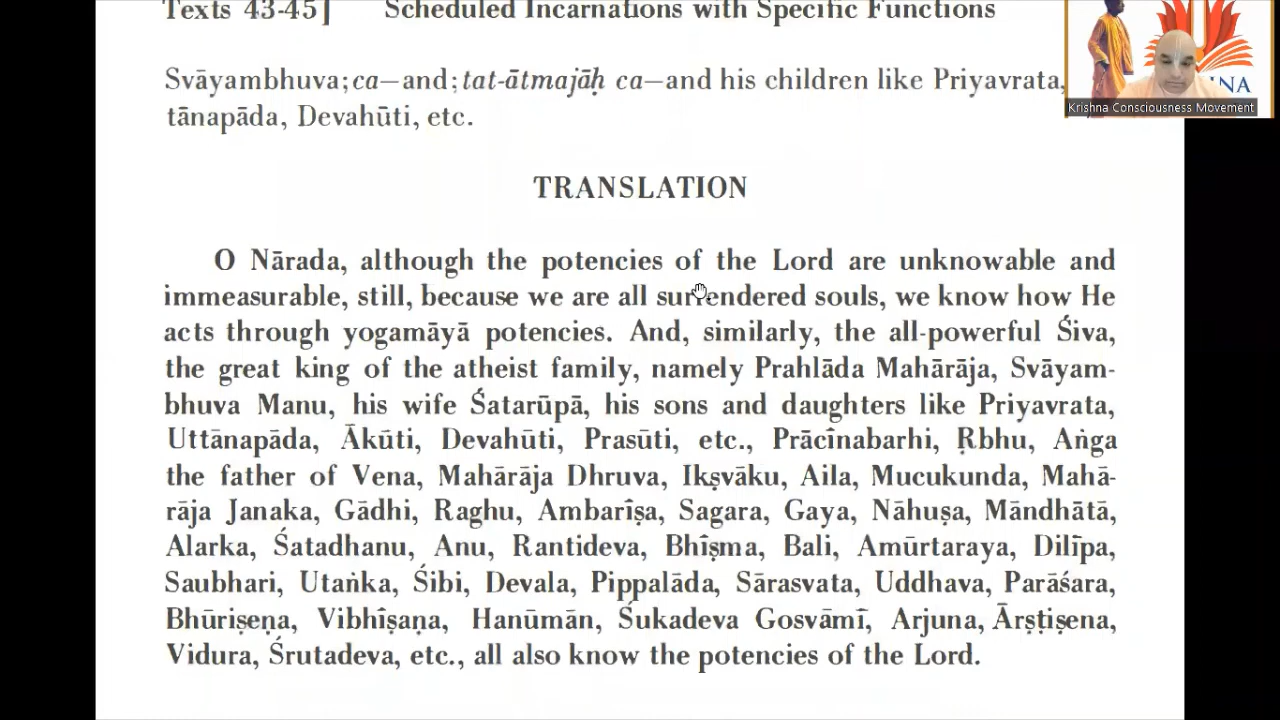 Texts 43-45] Scheduled Incarnations with Specific Functions
Svāyambhuva; ca—and; tat-ātmajāḥ ca—and his children like Priyavrata,
tānapāda, Devahūti, etc.
NA
Krishna Consciousness Movement
TRANSLATION
O Nārada, although the potencies of the Lord are unknowable and
immeasurable, still, because we are all surrendered souls, we know how He
acts through yogamāyā potencies. And, similarly, the all-powerful Śiva,
the great king of the atheist family, namely Prahlāda Mahārāja, Svāyam-
bhuva Manu, his wife Śatarūpā, his sons and daughters like Priyavrata,
Uttānapāda, Ākūti, Devahūti, Prasūti, etc., Prācīnabarhi, Ṛbhu, Aṅga
the father of Vena, Mahārāja Dhruva, Ikṣvāku, Aila, Mucukunda, Mahā-
rāja Janaka, Gādhi, Raghu, Ambarīṣa, Sagara, Gaya, Nāhuṣa, Māndhātā,
Alarka, Śatadhanu, Anu, Rantideva, Bhīṣma, Bali, Amūrtaraya, Dilīpa,
Saubhari, Utaṅka, Śibi, Devala, Pippalāda, Sārasvata, Uddhava, Parāśara,
Bhūriṣeṇa, Vibhīṣaṇa, Hanūmān, Śukadeva Gosvāmī, Arjuna, Ārṣṭiṣeṇa,
Vidura, Śrutadeva, etc., all also know the potencies of the Lord.